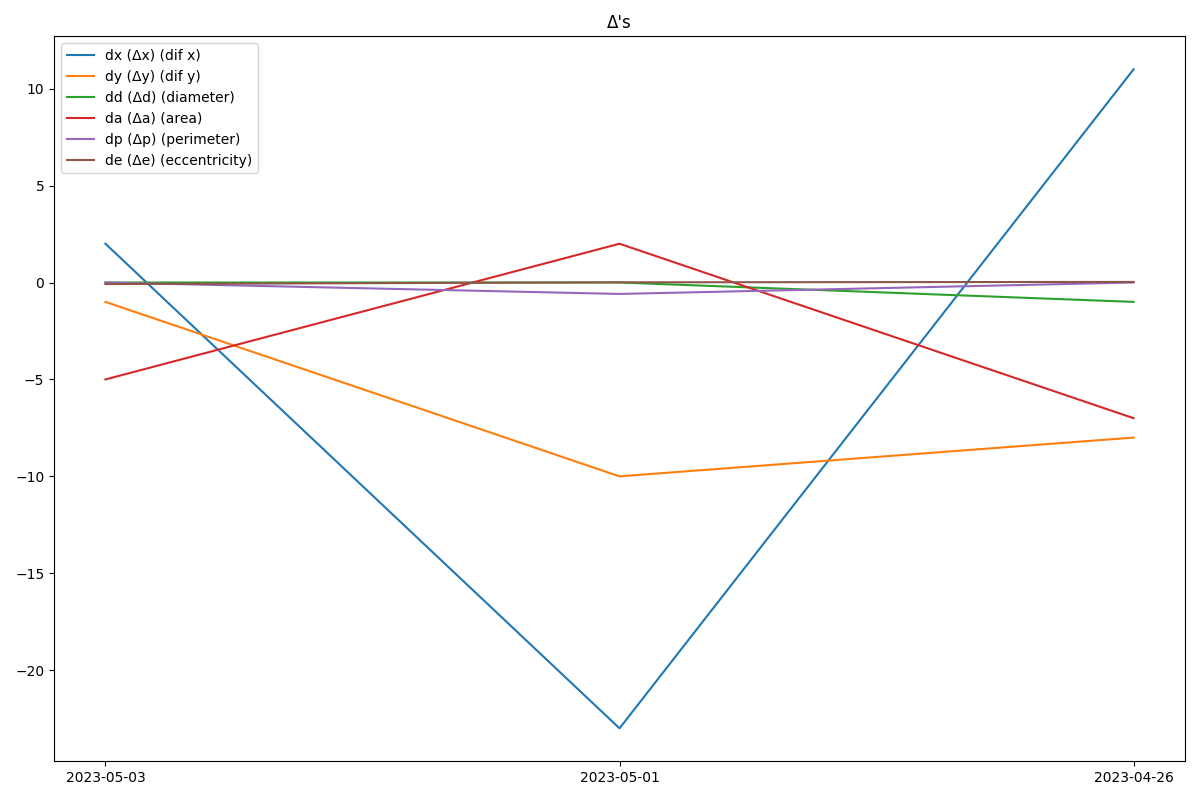 Δ's
dx (Δx) (dif x)
dy (Δy) (dif y)
dd (Δd) (diameter)
da (Δa) (area)
dp (Δp) (perimeter)
de (Δe) (eccentricity)
10
5
0
−5
−10
−15
−20
2023-05-03
2023-05-01
2023-04-26